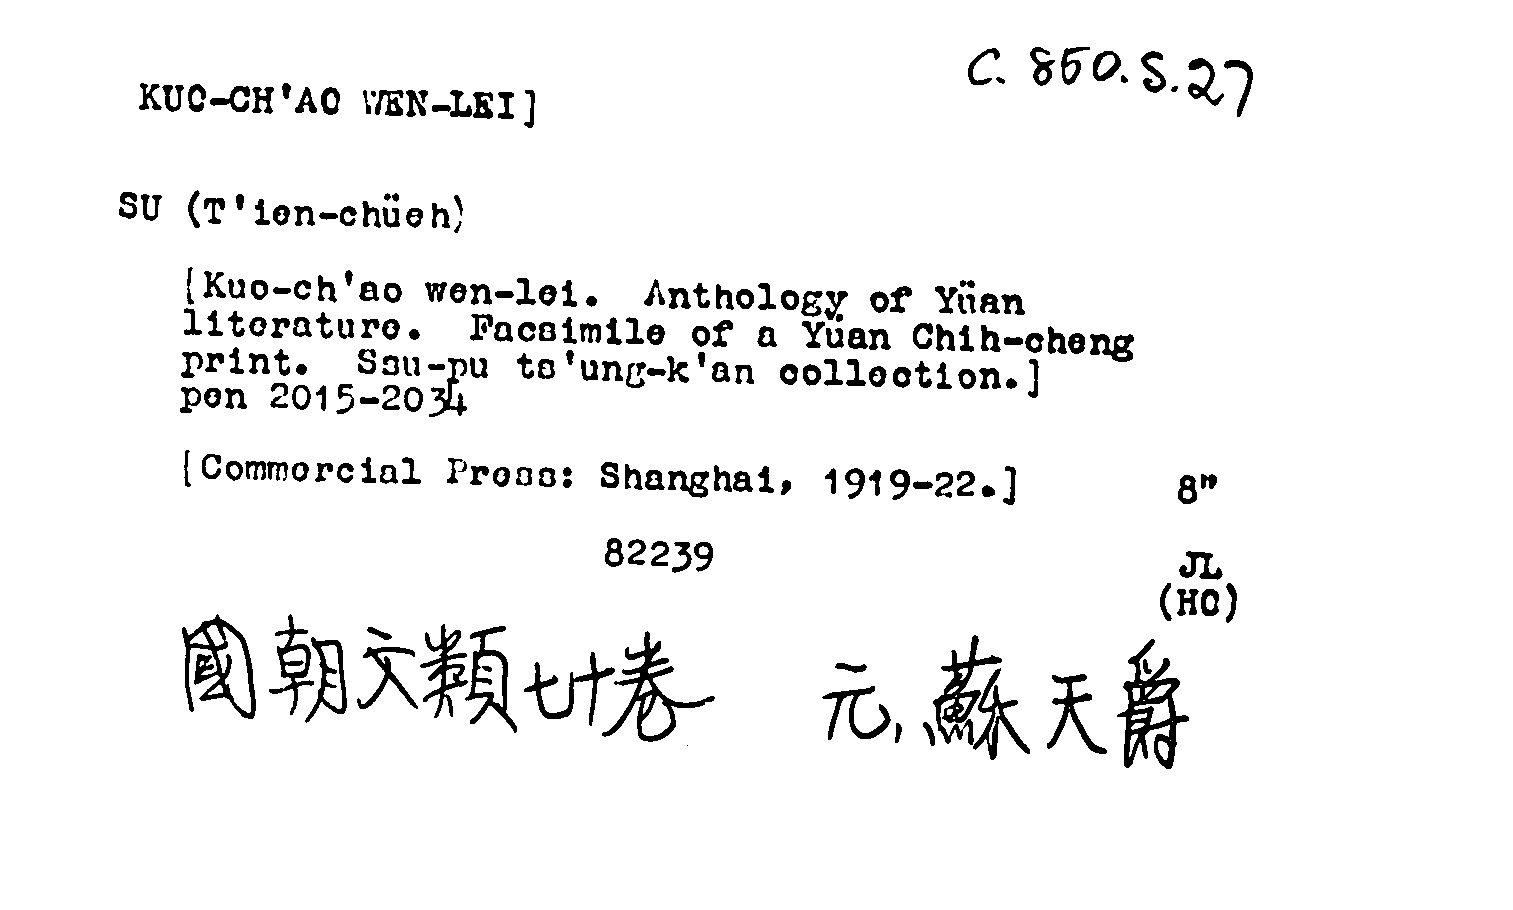 C. 850.S.27
KUO-CH'AO WEN-LEI]
SU (T'ien-chüeh)
[Kuo-ch'ao wen-lei. Anthology of Yüan
literature. Facsimile of a Yüan Chih-cheng
print. Ssu-pu ts'ung-k'an collection.]
pen 2015-2034
[Commercial Press: Shanghai, 1919-22.] 8"
82239
JL
(HC)
國朝文類七十卷 元,蘇天爵